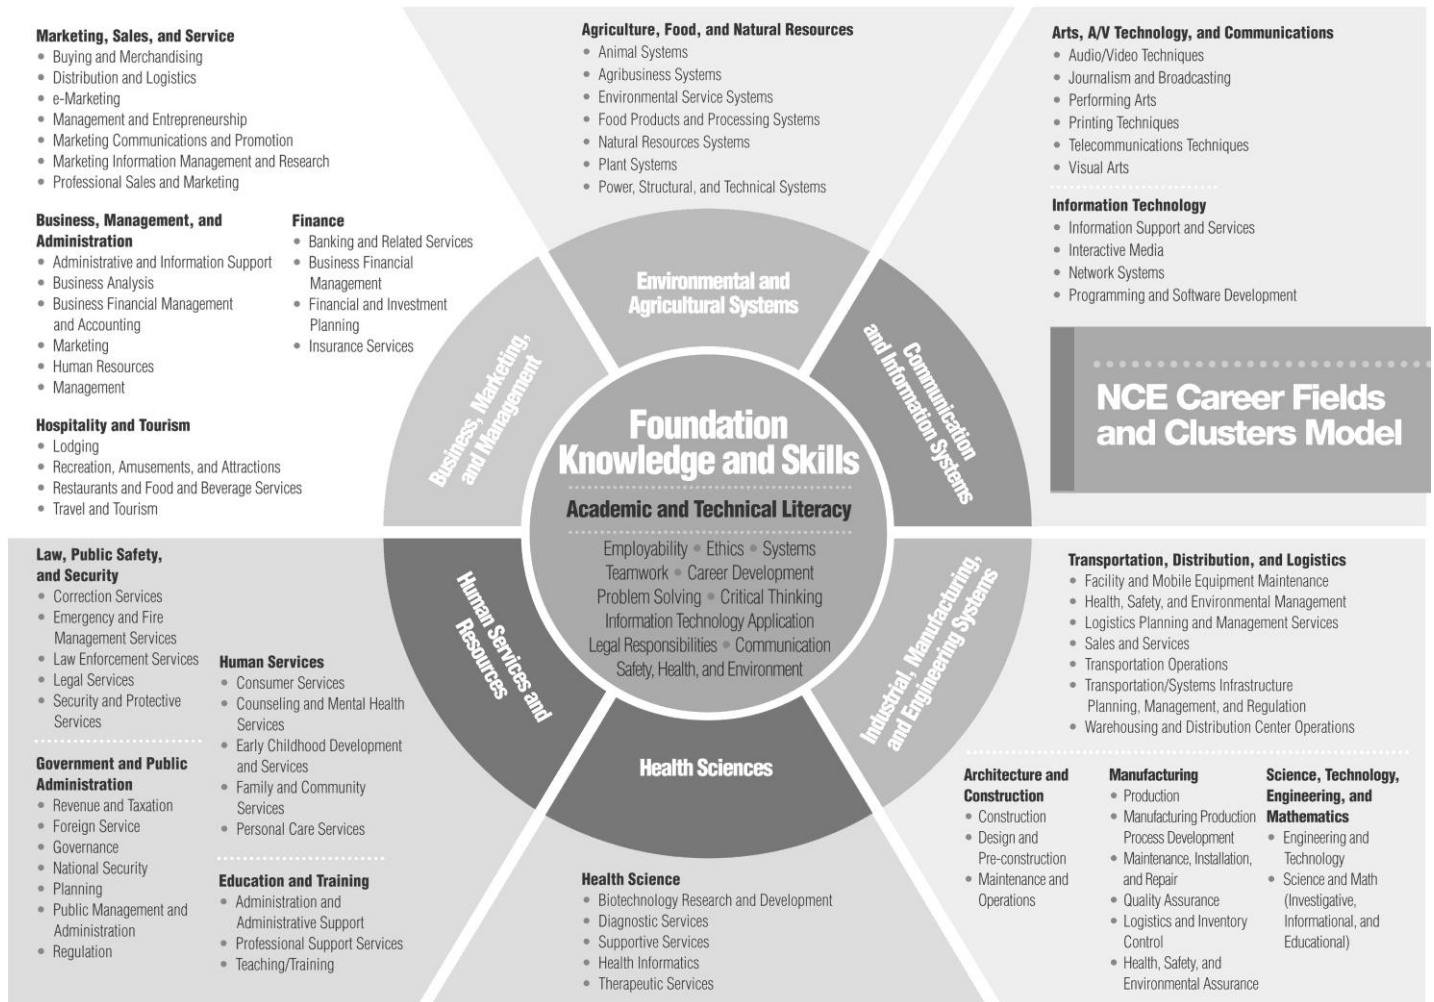 Marketing, Sales, and Service
• Buying and Merchandising
• Distribution and Logistics
• e-Marketing
• Management and Entrepreneurship
• Marketing Communications and Promotion
• Marketing Information Management and Research
• Professional Sales and Marketing
Business, Management, and
Administration
• Administrative and Information Support
• Business Analysis
• Business Financial Management
and Accounting
• Marketing
• Human Resources
• Management
Finance
• Banking and Related Services
• Business Financial
Management
• Financial and Investment
Planning
• Insurance Services
Hospitality and Tourism
• Lodging
• Recreation, Amusements, and Attractions
• Restaurants and Food and Beverage Services
• Travel and Tourism
Agriculture, Food, and Natural Resources
• Animal Systems
• Agribusiness Systems
• Environmental Service Systems
• Food Products and Processing Systems
• Natural Resources Systems
• Plant Systems
• Power, Structural, and Technical Systems
Arts, A/V Technology, and Communications
• Audio/Video Techniques
• Journalism and Broadcasting
• Performing Arts
• Printing Techniques
• Telecommunications Techniques
• Visual Arts
Information Technology
• Information Support and Services
• Interactive Media
• Network Systems
• Programming and Software Development
NCE Career Fields
and Clusters Model
Environmental and
Agricultural Systems
Business, Marketing,
and Management
Communication
and Information Systems
Foundation
Knowledge and Skills
Academic and Technical Literacy
Employability • Ethics • Systems
Teamwork • Career Development
Problem Solving • Critical Thinking
Information Technology Application
Legal Responsibilities • Communication
Safety, Health, and Environment
Human Services and
Resources
Industrial, Manufacturing,
and Engineering Systems
Health Sciences
Law, Public Safety,
and Security
• Correction Services
• Emergency and Fire
Management Services
• Law Enforcement Services
• Legal Services
• Security and Protective
Services
Government and Public
Administration
• Revenue and Taxation
• Foreign Service
• Governance
• National Security
• Planning
• Public Management and
Administration
• Regulation
Human Services
• Consumer Services
• Counseling and Mental Health
Services
• Early Childhood Development
and Services
• Family and Community
Services
• Personal Care Services
Education and Training
• Administration and
Administrative Support
• Professional Support Services
• Teaching/Training
Health Science
• Biotechnology Research and Development
• Diagnostic Services
• Supportive Services
• Health Informatics
• Therapeutic Services
Transportation, Distribution, and Logistics
• Facility and Mobile Equipment Maintenance
• Health, Safety, and Environmental Management
• Logistics Planning and Management Services
• Sales and Services
• Transportation Operations
• Transportation/Systems Infrastructure
Planning, Management, and Regulation
• Warehousing and Distribution Center Operations
Architecture and
Construction
• Construction
• Design and
Pre-construction
• Maintenance and
Operations
Manufacturing
• Production
• Manufacturing Production
Process Development
• Maintenance, Installation,
and Repair
• Quality Assurance
• Logistics and Inventory
Control
• Health, Safety, and
Environmental Assurance
Science, Technology,
Engineering, and
Mathematics
• Engineering and
Technology
• Science and Math
(Investigative,
Informational, and
Educational)